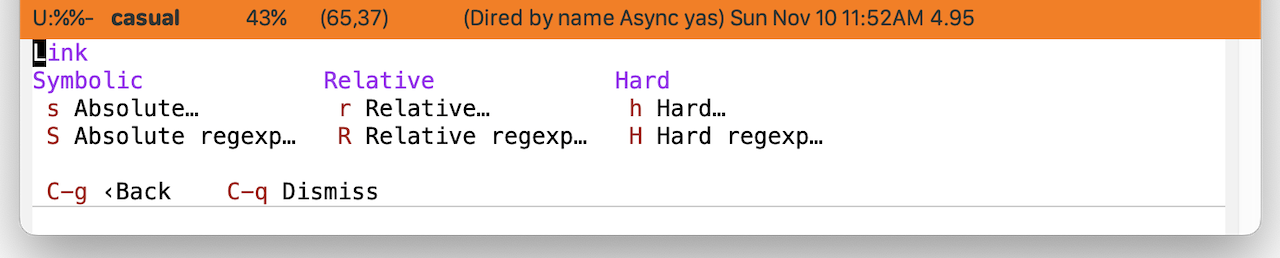 U:%%- casual 43% (65,37) (Dired by name Async yas) Sun Nov 10 11:52AM 4.95
Link
Symbolic Relative Hard
s Absolute… r Relative… h Hard…
S Absolute regexp… R Relative regexp… H Hard regexp…
C-g ‹Back C-q Dismiss